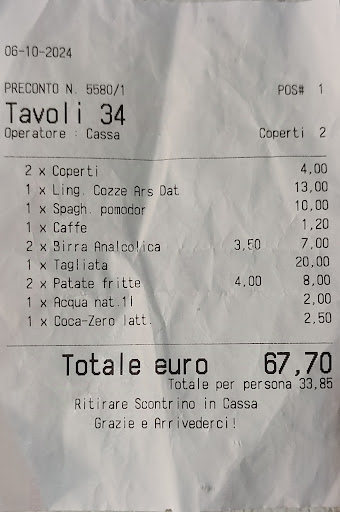 06-10-2024
PRECONTO N. 5580/1 POS# 1
Tavoli 34
Operatore : Cassa Coperti 2
2 x Coperti 4,00
1 x Ling. Cozze Ars Dat 13,00
1 x Spagh. pomodor 10,00
1 x Caffe 1,20
2 x Birra Analcolica 3,50 7,00
1 x Tagliata 20,00
2 x Patate fritte 4,00 8,00
1 x Acqua nat.1l 2,00
1 x Coca-Zero latt. 2,50
Totale euro 67,70
Totale per persona 33,85
Ritirare Scontrino in Cassa
Grazie e Arrivederci!